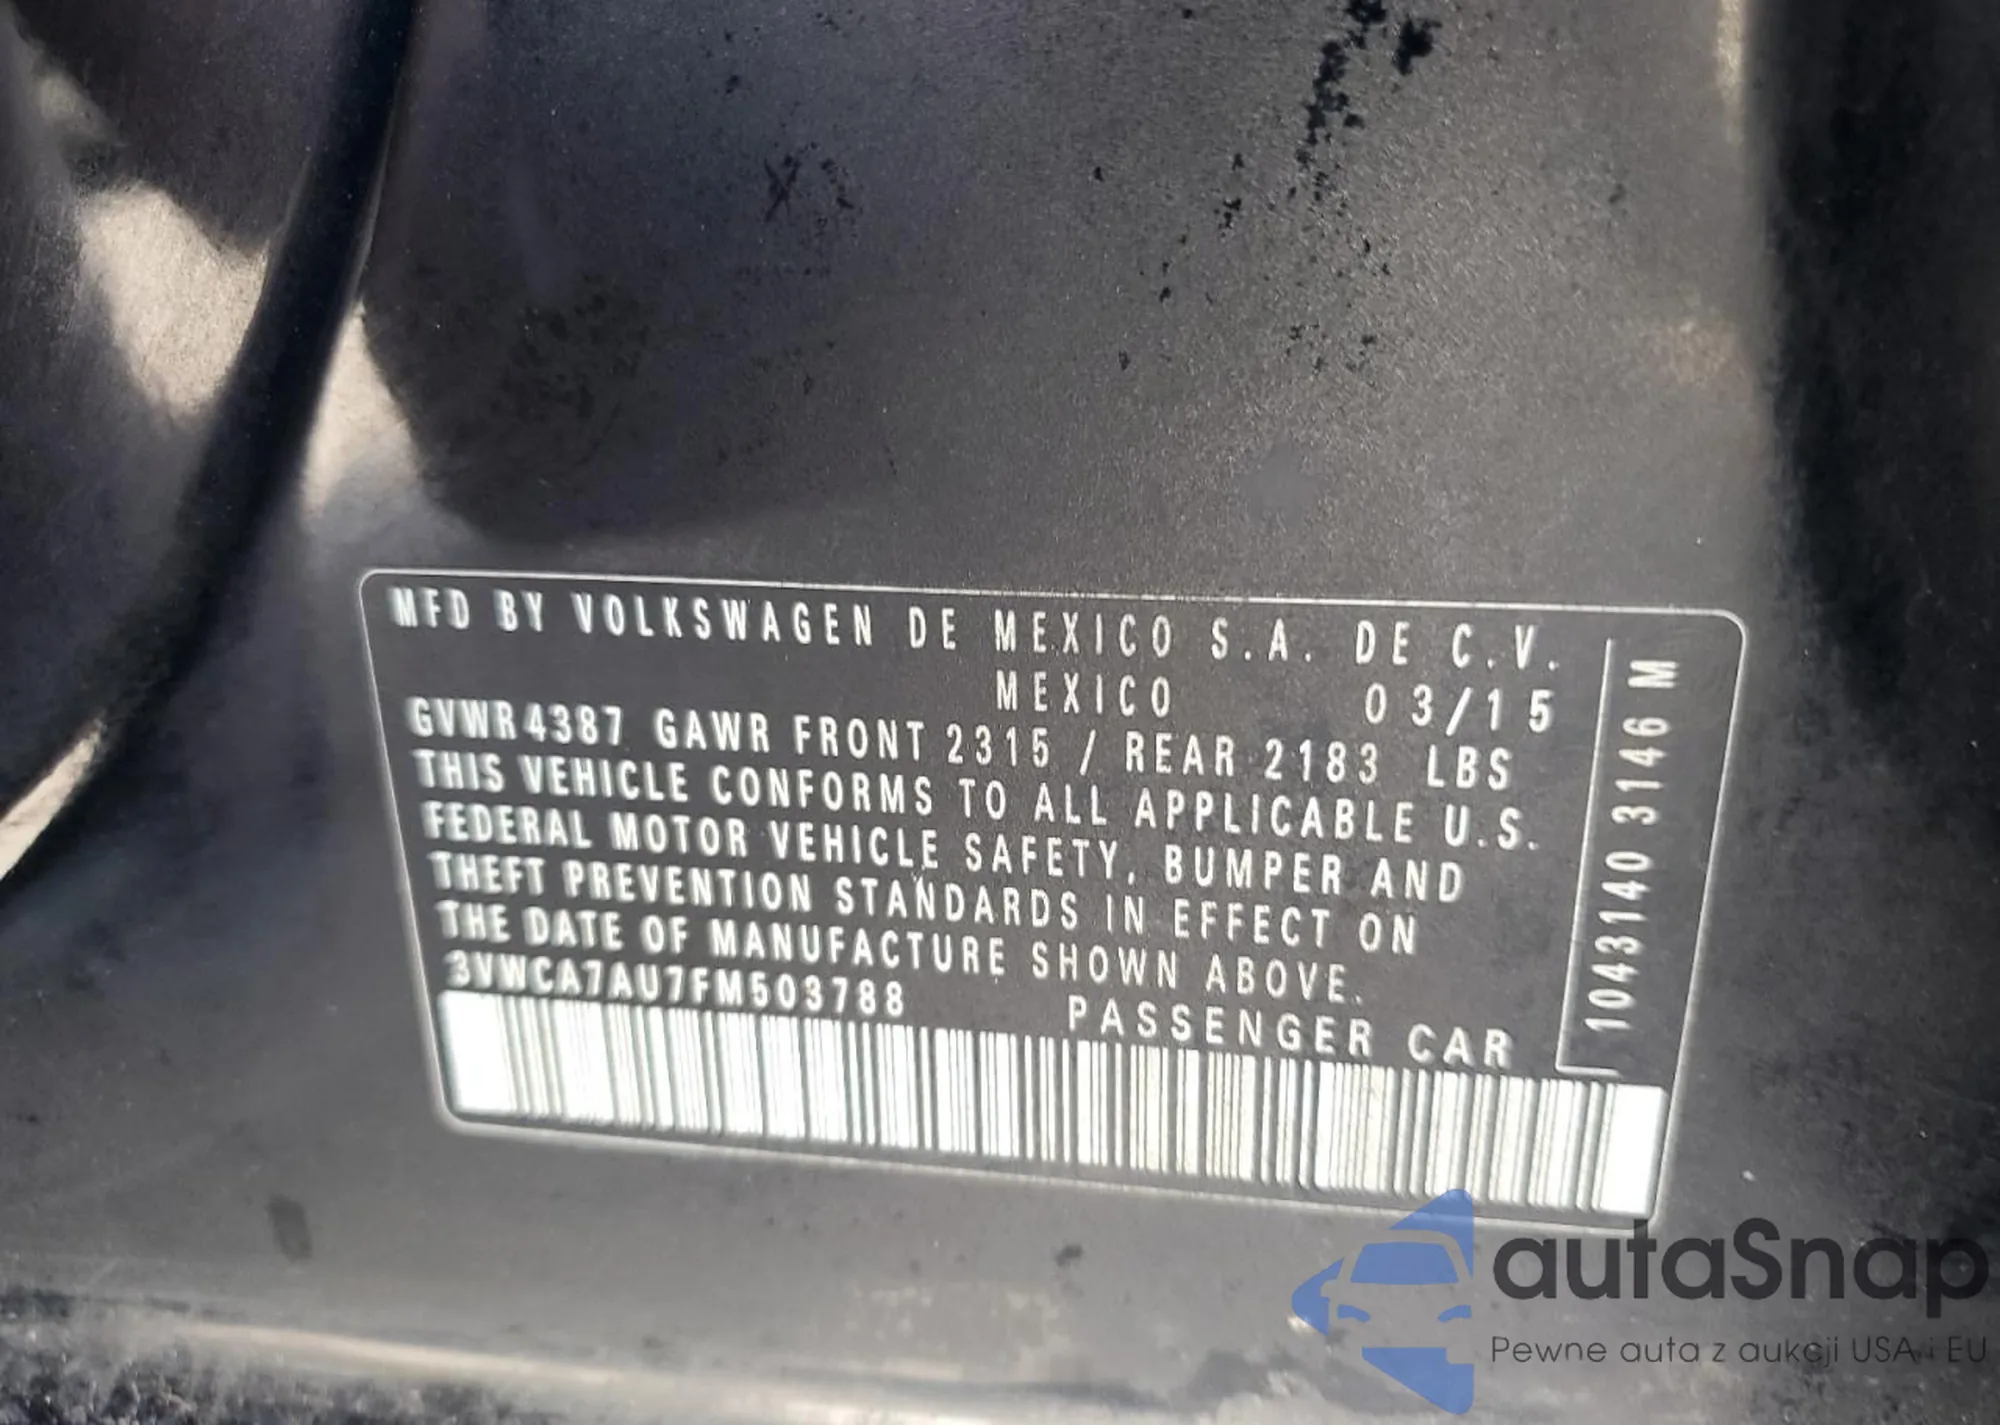 MFD BY VOLKSWAGEN DE MEXICO S.A. DE C.V.
MEXICO 03/15
GVWR4387 GAWR FRONT 2315 / REAR 2183 LBS
THIS VEHICLE CONFORMS TO ALL APPLICABLE U.S.
FEDERAL MOTOR VEHICLE SAFETY, BUMPER AND
THEFT PREVENTION STANDARDS IN EFFECT ON
THE DATE OF MANUFACTURE SHOWN ABOVE.
3VWCA7AU7FM503788 PASSENGER CAR
1043140 3146 M
autaSnap
Pewne auta z aukcji USA i EU